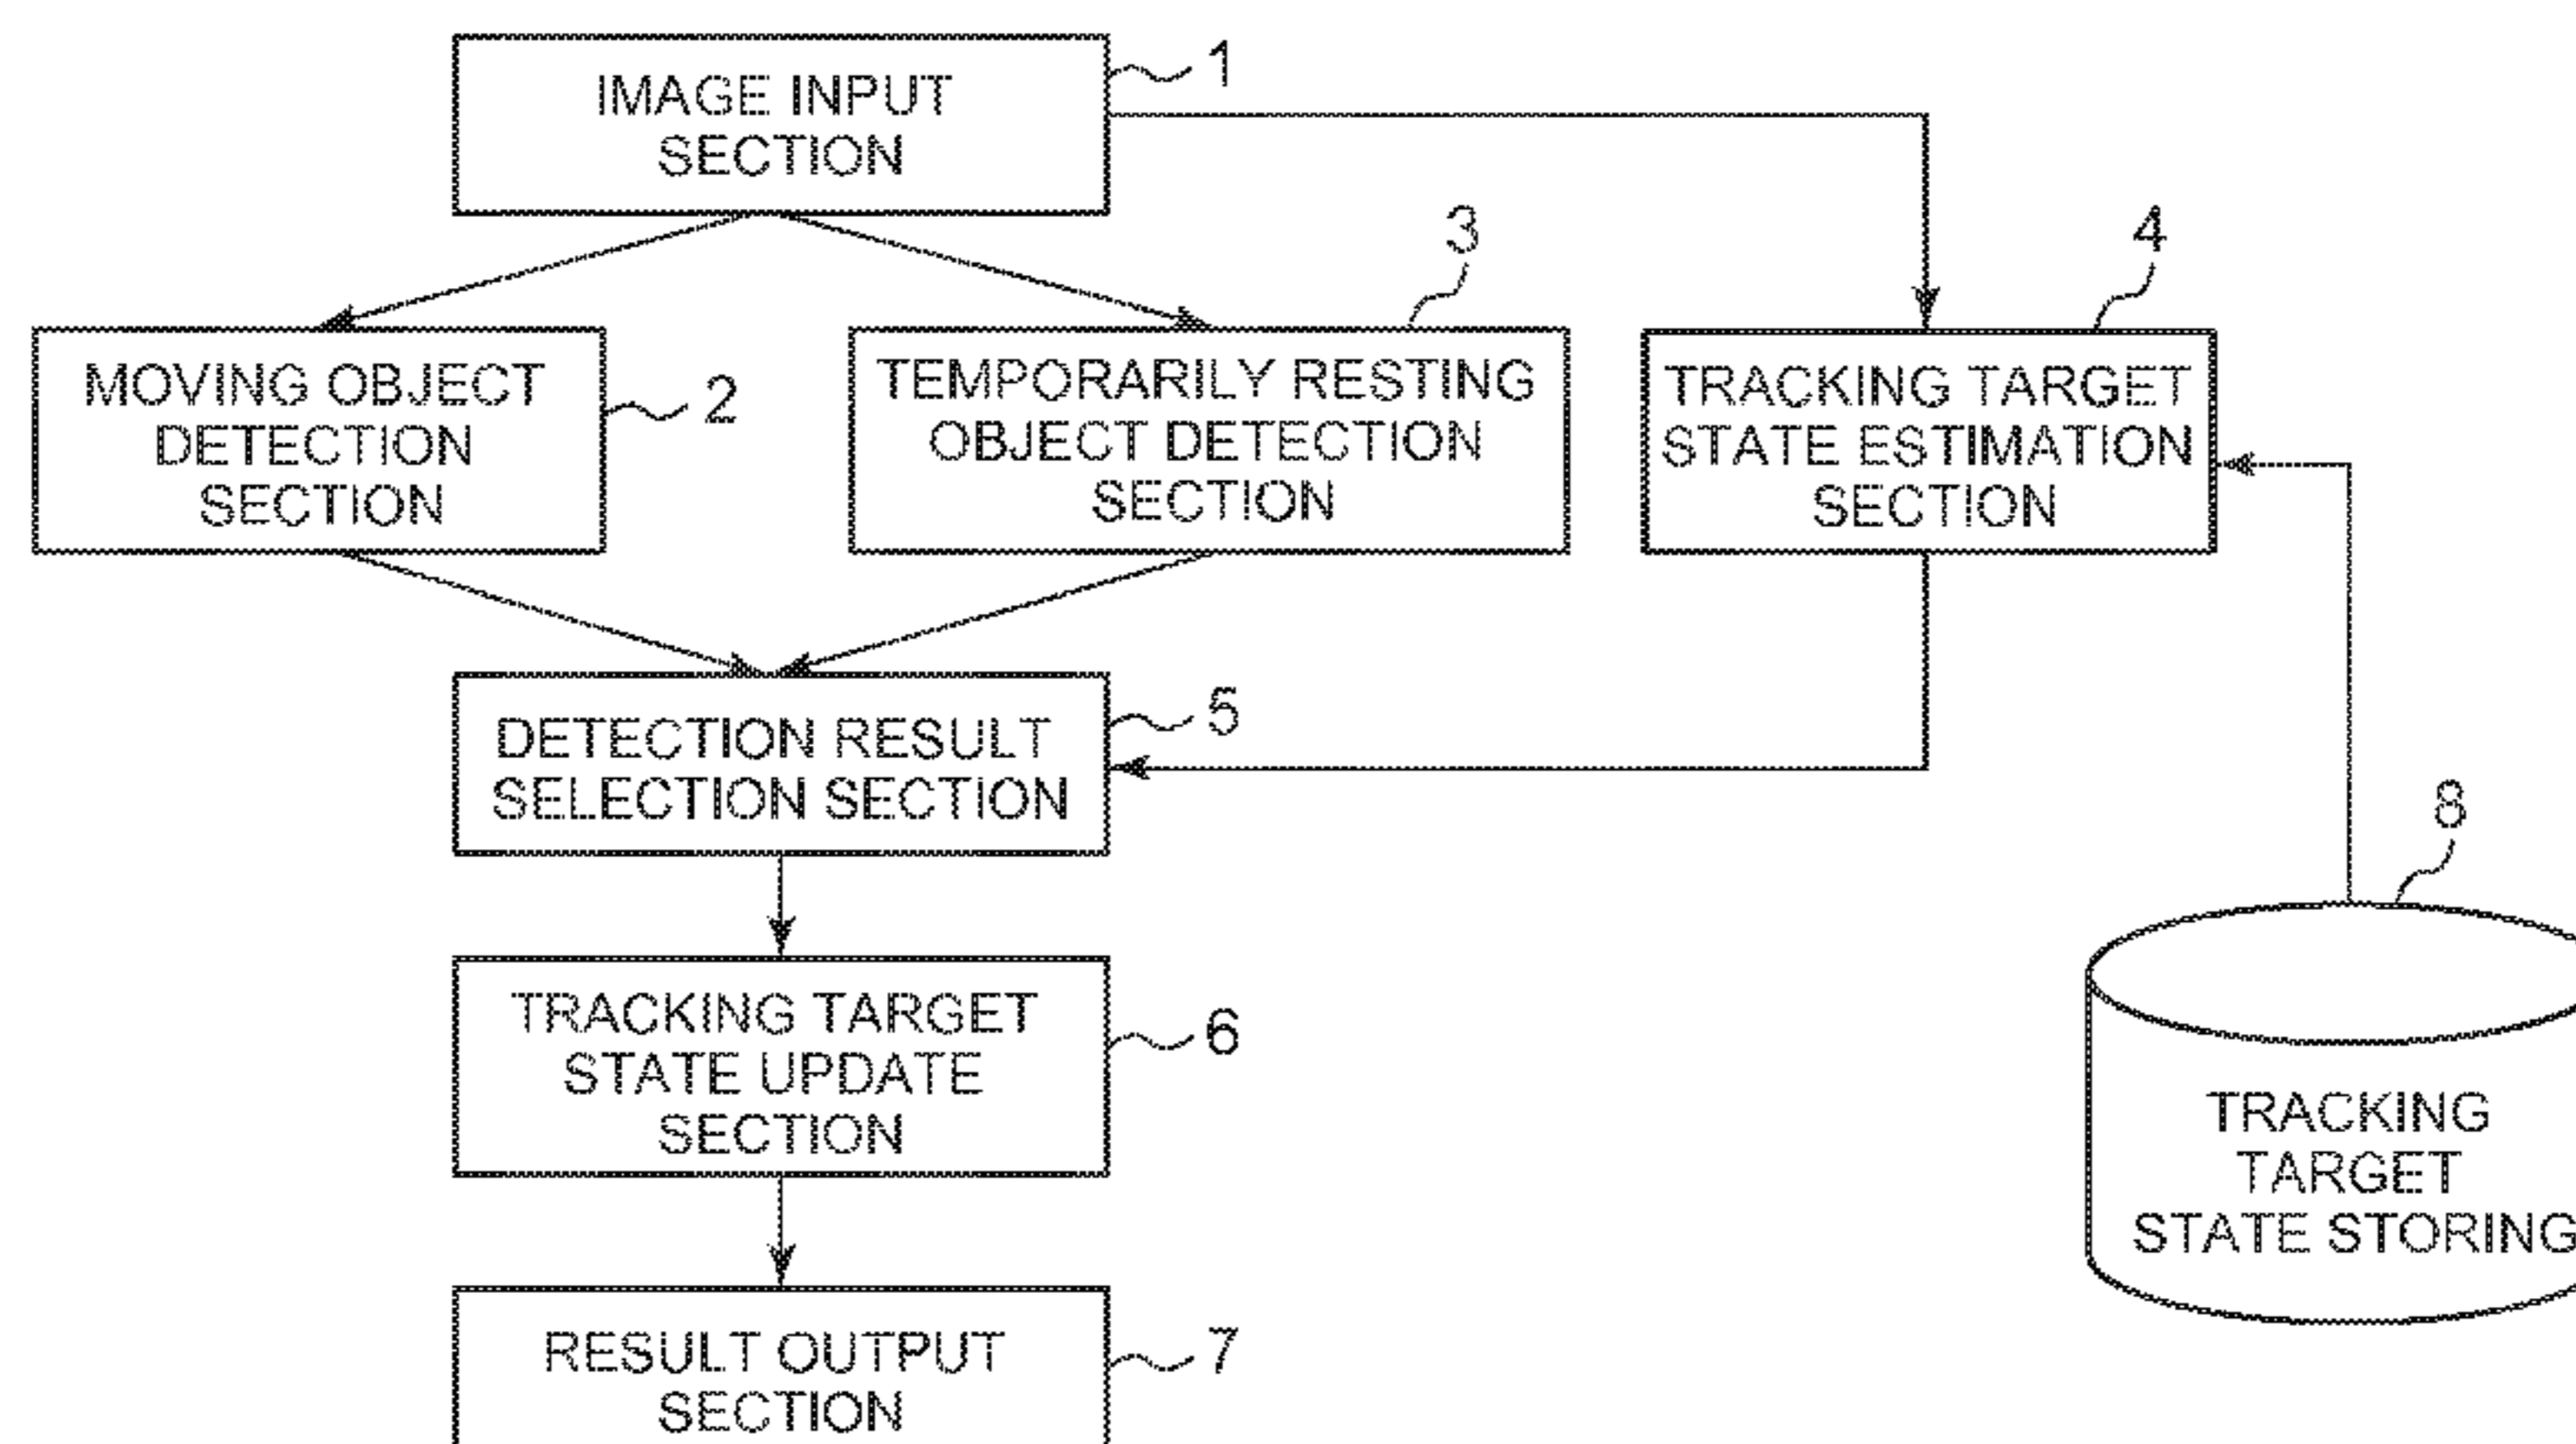 IMAGE INPUT
SECTION
1
MOVING OBJECT
DETECTION
SECTION
2
TEMPORARILY RESTING
OBJECT DETECTION
SECTION
3
TRACKING TARGET
STATE ESTIMATION
SECTION
4
DETECTION RESULT
SELECTION SECTION
5
TRACKING TARGET
STATE UPDATE
SECTION
6
RESULT OUTPUT
SECTION
7
8
TRACKING
TARGET
STATE STORING